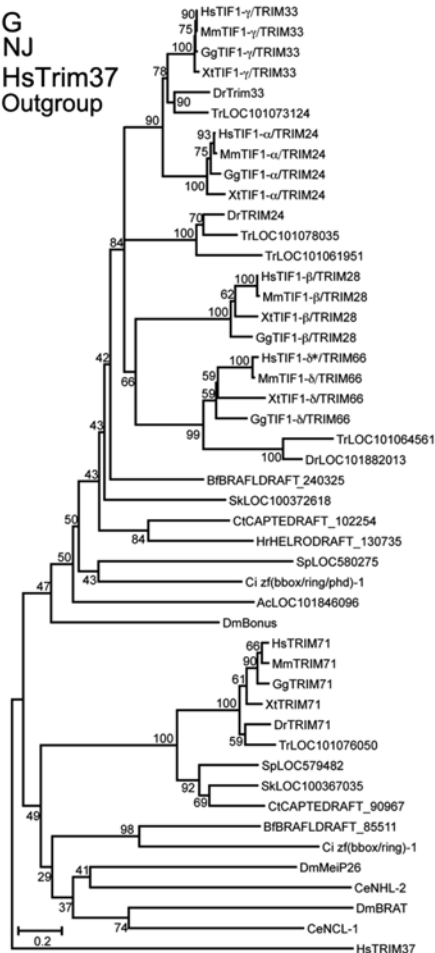 G
NJ
HsTrim37
Outgroup
90
HsTIF1-γ/TRIM33
75
MmTIF1-γ/TRIM33
100
GgTIF1-γ/TRIM33
XtTIF1-γ/TRIM33
78
DrTrim33
90
TrLOC101073124
90
93
HsTIF1-α/TRIM24
75
MmTIF1-α/TRIM24
GgTIF1-α/TRIM24
100
XtTIF1-α/TRIM24
70
DrTRIM24
100
TrLOC101078035
84
TrLOC101061951
100
HsTIF1-β/TRIM28
62
MmTIF1-β/TRIM28
100
XtTIF1-β/TRIM28
GgTIF1-β/TRIM28
42
66
100
HsTIF1-δ*/TRIM66
59
MmTIF1-δ/TRIM66
59
XtTIF1-δ/TRIM66
GgTIF1-δ/TRIM66
99
TrLOC101064561
100
DrLOC101882013
43
43
BfBRAFLDRAFT_240325
SkLOC100372618
50
CtCAPTEDRAFT_102254
84
HrHELRODRAFT_130735
50
SpLOC580275
43
Ci zf(bbox/ring/phd)-1
47
AcLOC101846096
DmBonus
66
HsTRIM71
90
MmTRIM71
61
GgTRIM71
100
XtTRIM71
DrTRIM71
59
TrLOC101076050
100
SpLOC579482
92
SkLOC100367035
69
CtCAPTEDRAFT_90967
49
98
BfBRAFLDRAFT_85511
Ci zf(bbox/ring)-1
29
41
DmMeiP26
CeNHL-2
37
DmBRAT
74
CeNCL-1
0.2
HsTRIM37